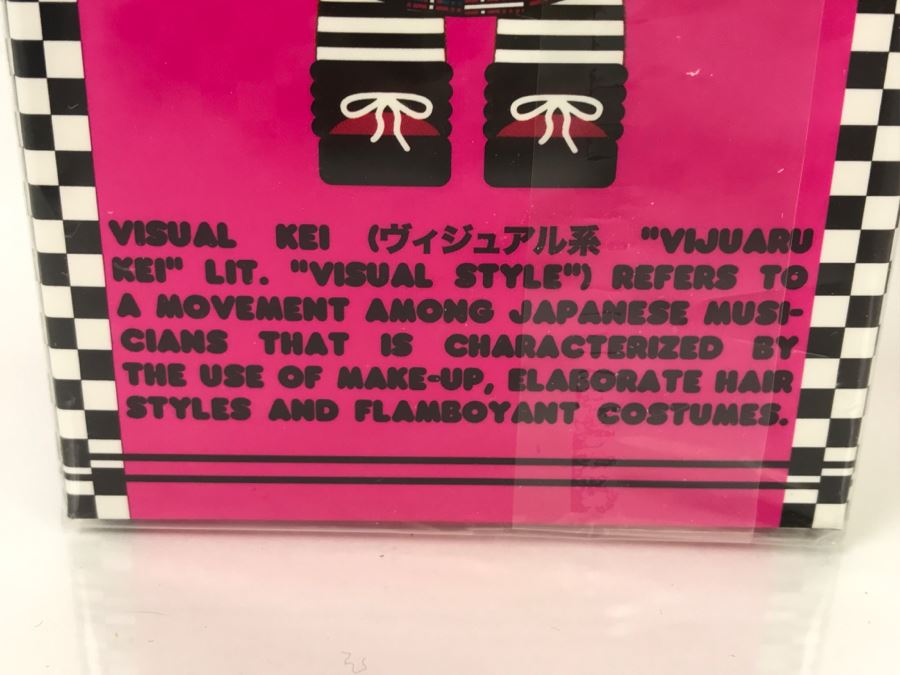 VISUAL KEI (ヴィジュアル系 "VIJUARU
KEI" LIT. "VISUAL STYLE") REFERS TO
A MOVEMENT AMONG JAPANESE MUSI-
CIANS THAT IS CHARACTERIZED BY
THE USE OF MAKE-UP, ELABORATE HAIR
STYLES AND FLAMBOYANT COSTUMES.